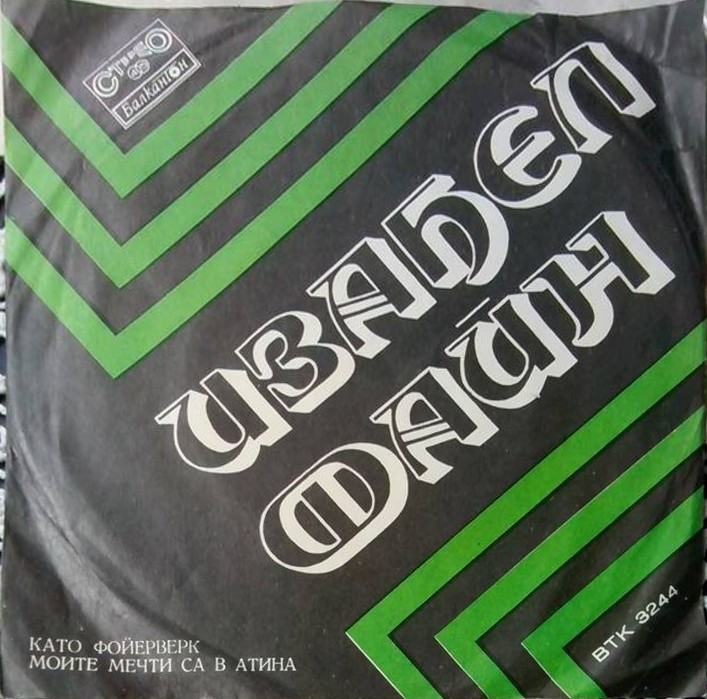 СТЕРЕО
Балкантон
ИЗАБЕЛ
ФАЙН
КАТО ФОЙЕРВЕРК
МОИТЕ МЕЧТИ СА В АТИНА
ВТК 3244